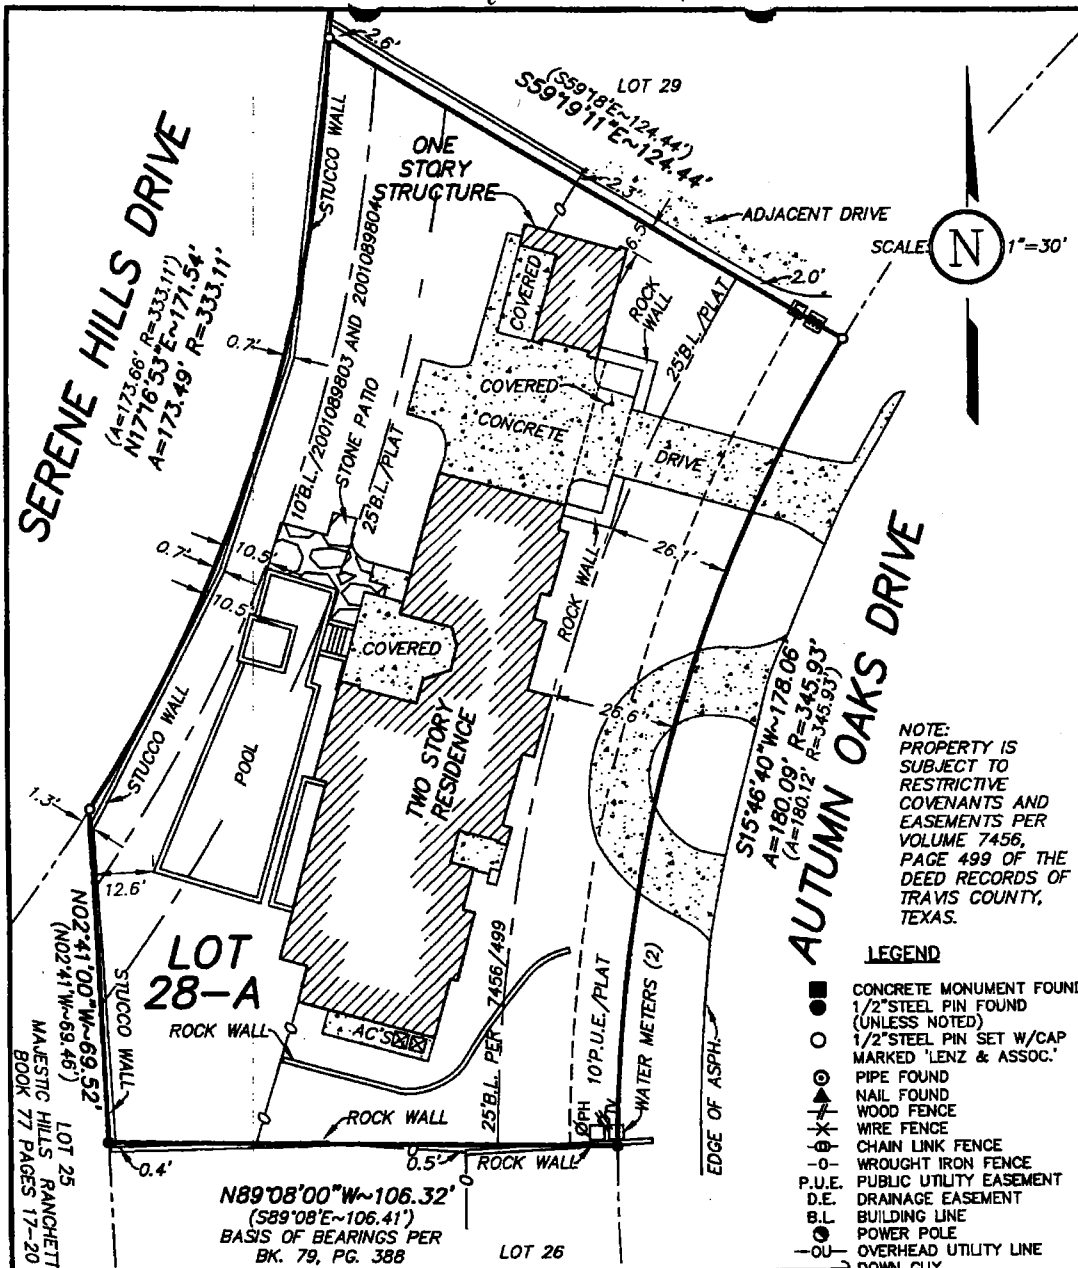 2.6'
(S59°18'E~124.44')
S59°19'11"E~124.44'
LOT 29
ONE
STORY
STRUCTURE
2.3'
ADJACENT DRIVE
6.5'
2.0'
SCALE:
N
1"=30'
SERENE HILLS DRIVE
(A=173.66' R=333.11')
N17°16'53"E~171.54'
A=173.49' R=333.11'
STUCCO WALL
0.7'
10'B.L./2001089803 AND 2001089804
STONE PATIO
25'B.L./PLAT
COVERED
ROCK
WALL
25'B.L./PLAT
COVERED
CONCRETE
DRIVE
0.7'
10.5'
10.5'
26.1'
ROCK WALL
COVERED
STUCCO WALL
POOL
TWO STORY
RESIDENCE
26.6'
S15°46'40"W~178.06'
A=180.09' R=345.93'
(A=180.12' R=345.93')
AUTUMN OAKS DRIVE
NOTE:
PROPERTY IS
SUBJECT TO
RESTRICTIVE
COVENANTS AND
EASEMENTS PER
VOLUME 7456,
PAGE 499 OF THE
DEED RECORDS OF
TRAVIS COUNTY,
TEXAS.
1.3'
12.6'
N02°41'00"W~69.52'
(N02°41'W~69.46')
STUCCO WALL
LOT
28-A
ROCK WALL
AC'S
25'B.L. PER 7456/499
10'P.U.E./PLAT
WATER METERS (2)
EDGE OF ASPH.
PH
TV
ROCK WALL
0.4'
0.5'
ROCK WALL
LOT 25
MAJESTIC HILLS RANCHETT
BOOK 77 PAGES 17-20
N89°08'00"W~106.32'
(S89°08'E~106.41')
BASIS OF BEARINGS PER
BK. 79, PG. 388
LOT 26
LEGEND
CONCRETE MONUMENT FOUND
1/2"STEEL PIN FOUND
(UNLESS NOTED)
1/2"STEEL PIN SET W/CAP
MARKED 'LENZ & ASSOC.'
PIPE FOUND
NAIL FOUND
WOOD FENCE
WIRE FENCE
CHAIN LINK FENCE
-0- WROUGHT IRON FENCE
P.U.E. PUBLIC UTILITY EASEMENT
D.E. DRAINAGE EASEMENT
B.L. BUILDING LINE
POWER POLE
—OU— OVERHEAD UTILITY LINE
DOWN GUY